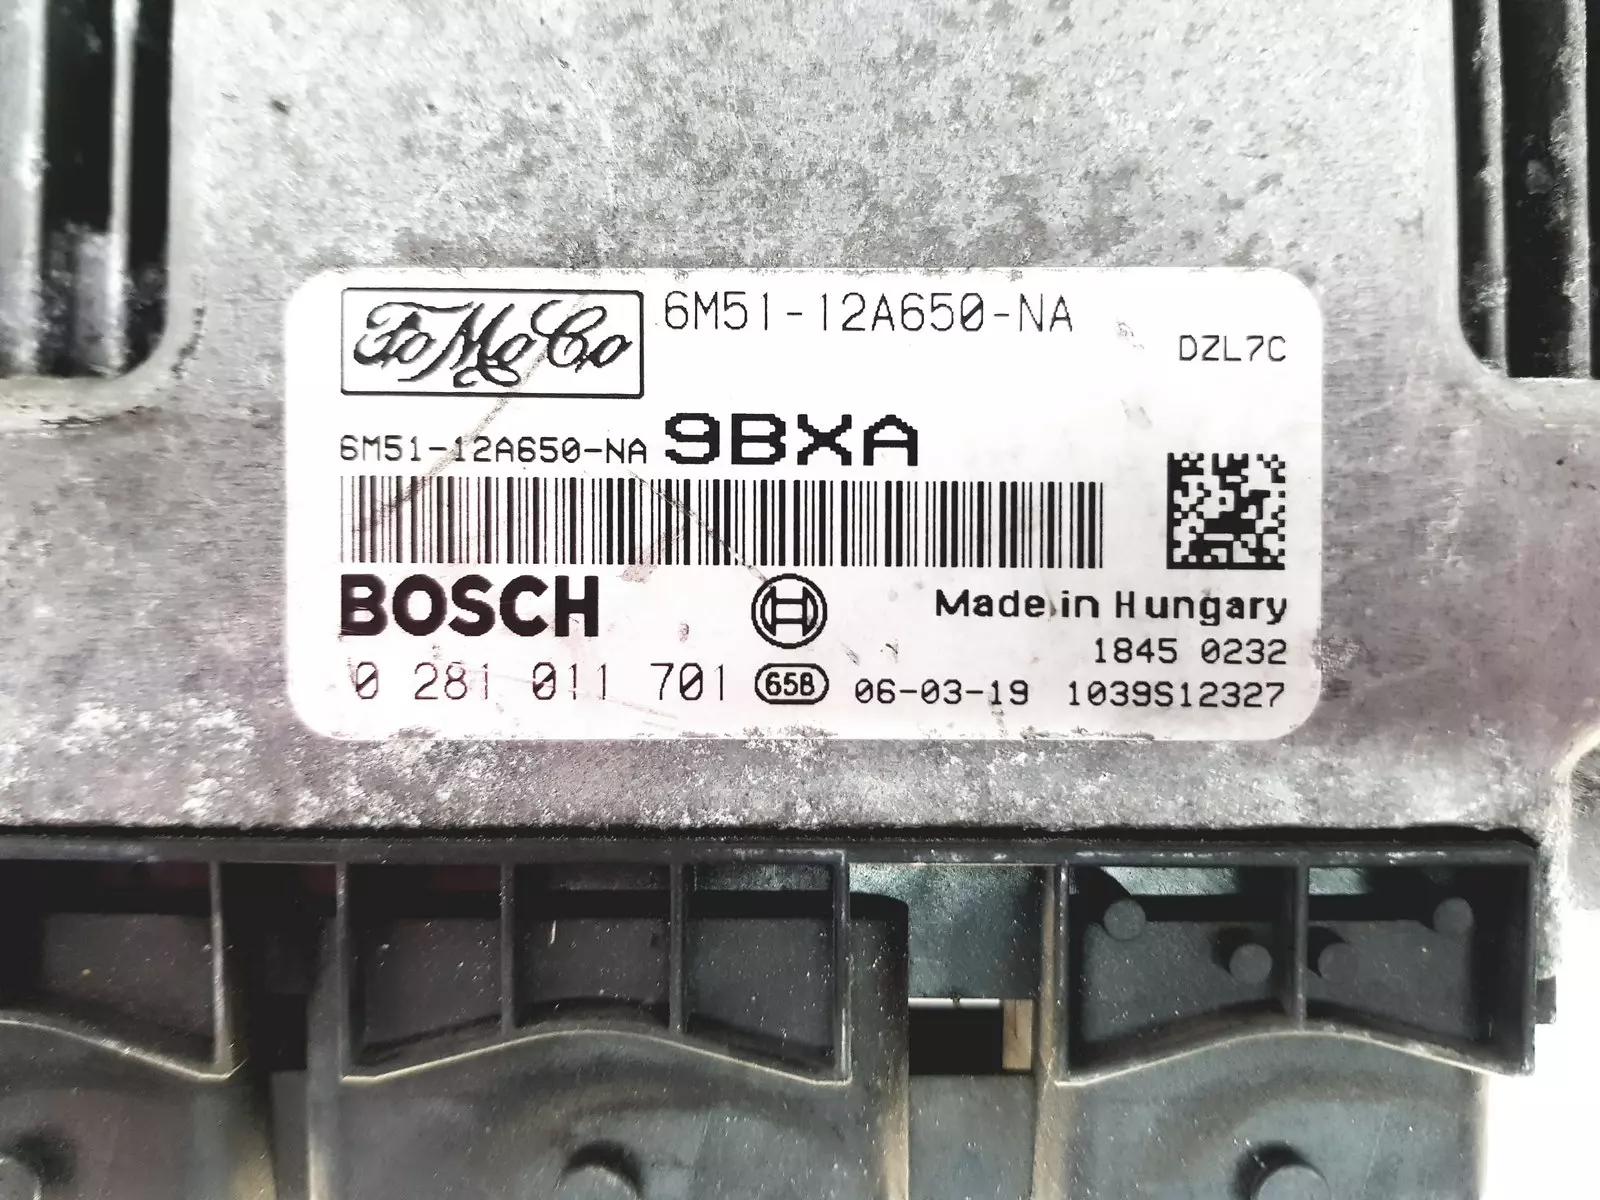 FoMoCo 6M51-12A650-NA
DZL7C
6M51-12A650-NA 9BXA
BOSCH
Made in Hungary
1845 0232
0 281 011 701 65B 06-03-19 1039S12327